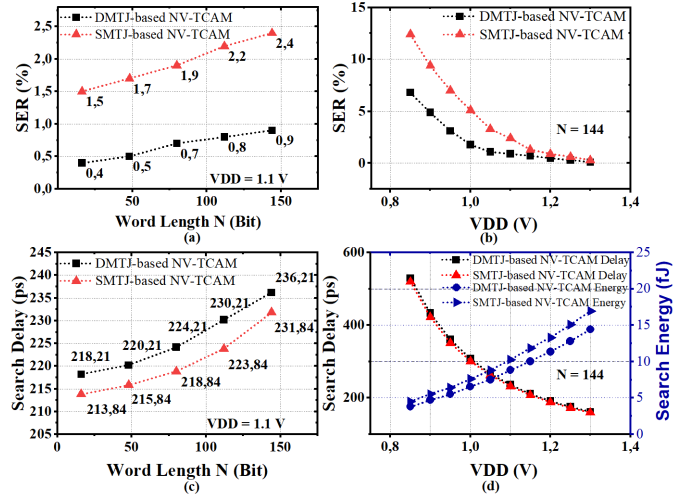 DMTJ-based NV-TCAM
SMTJ-based NV-TCAM
SER (%)
2,5
2,0
1,5
1,0
0,5
0,0
1,5
1,7
1,9
2,2
2,4
0,4
0,5
0,7
0,8
0,9
VDD = 1.1 V
0
50
100
150
Word Length N (Bit)
(a)
DMTJ-based NV-TCAM
SMTJ-based NV-TCAM
SER (%)
15
10
5
0
N = 144
0,8
1,0
1,2
1,4
VDD (V)
(b)
DMTJ-based NV-TCAM
SMTJ-based NV-TCAM
Search Delay (ps)
245
240
235
230
225
220
215
210
205
218,21
220,21
224,21
230,21
236,21
213,84
215,84
218,84
223,84
231,84
VDD = 1.1 V
0
50
100
150
Word Length N (Bit)
(c)
DMTJ-based NV-TCAM Delay
SMTJ-based NV-TCAM Delay
DMTJ-based NV-TCAM Energy
SMTJ-based NV-TCAM Energy
Search Delay (ps)
600
400
200
N = 144
25
20
15
10
5
0
Search Energy (fJ)
0,8
1,0
1,2
1,4
VDD (V)
(d)